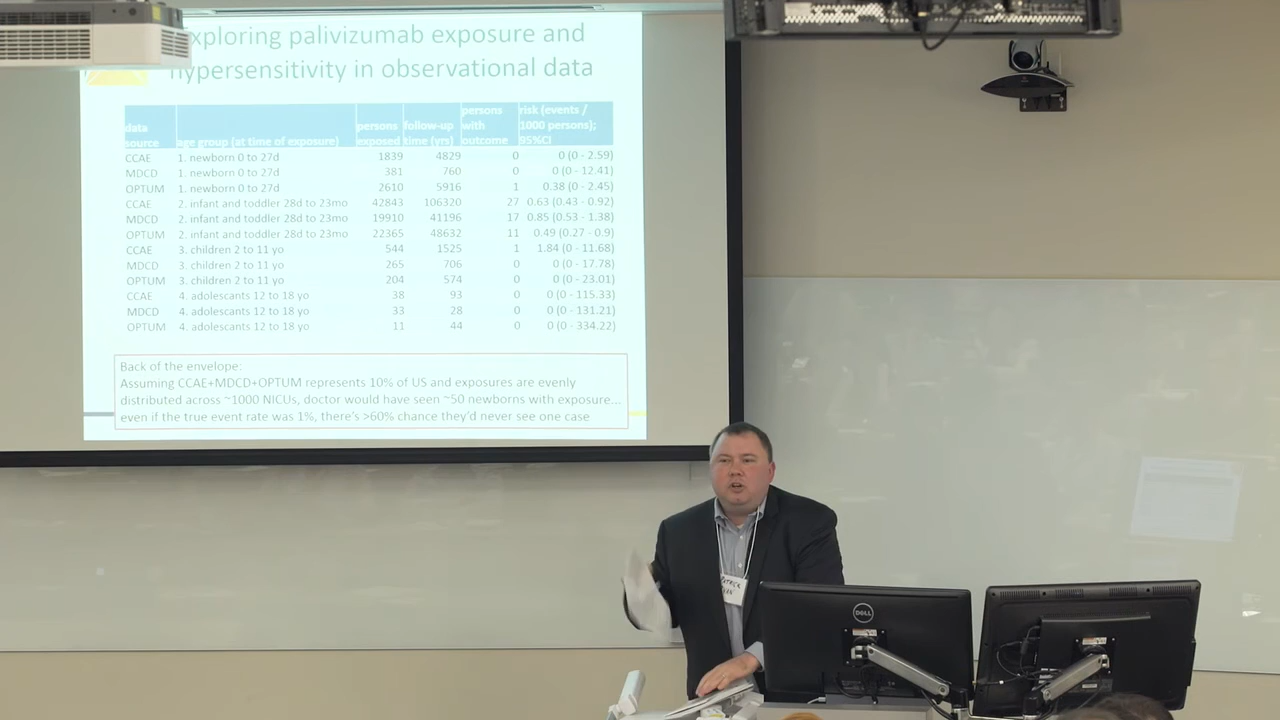 xploring palivizumab exposure and
hypersensitivity in observational data
data source age group (at time of exposure) persons exposed follow-up time (yrs) persons with outcome risk (events / 1000 persons); 95%CI
CCAE 1. newborn 0 to 27d 1839 4829 0 0 (0 - 2.59)
MDCD 1. newborn 0 to 27d 381 760 0 0 (0 - 12.41)
OPTUM 1. newborn 0 to 27d 2610 5916 1 0.38 (0 - 2.45)
CCAE 2. infant and toddler 28d to 23mo 42843 106320 27 0.63 (0.43 - 0.92)
MDCD 2. infant and toddler 28d to 23mo 19910 41196 17 0.85 (0.53 - 1.38)
OPTUM 2. infant and toddler 28d to 23mo 22365 48632 11 0.49 (0.27 - 0.9)
CCAE 3. children 2 to 11 yo 544 1525 1 1.84 (0 - 11.68)
MDCD 3. children 2 to 11 yo 265 706 0 0 (0 - 17.78)
OPTUM 3. children 2 to 11 yo 204 574 0 0 (0 - 23.01)
CCAE 4. adolescants 12 to 18 yo 38 93 0 0 (0 - 115.33)
MDCD 4. adolescants 12 to 18 yo 33 28 0 0 (0 - 131.21)
OPTUM 4. adolescants 12 to 18 yo 11 44 0 0 (0 - 334.22)
Back of the envelope:
Assuming CCAE+MDCD+OPTUM represents 10% of US and exposures are evenly
distributed across ~1000 NICUs, doctor would have seen ~50 newborns with exposure...
even if the true event rate was 1%, there's >60% chance they'd never see one case
DELL